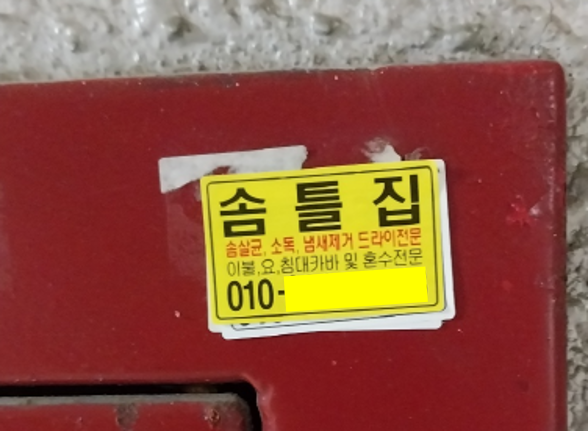 솜틀집
솜살균, 소독, 냄새제거 드라이전문
이불,요,침대카바 및 혼수전문
010-